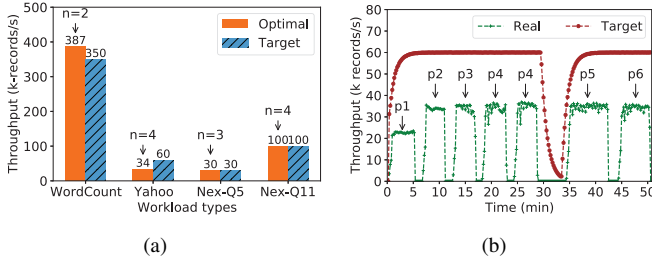 n=2
Optimal
Target
387
350
n=4
34
60
n=3
30
30
n=4
100
100
Throughput (k-records/s)
400
300
200
100
0
WordCount Yahoo Nex-Q5 Nex-Q11
Workload types
(a)
Real
Target
Throughput (k records/s)
80
70
60
50
40
30
20
10
0
p1
p2
p3
p4
p4
p5
p6
0 5 10 15 20 25 30 35 40 45 50
Time (min)
(b)